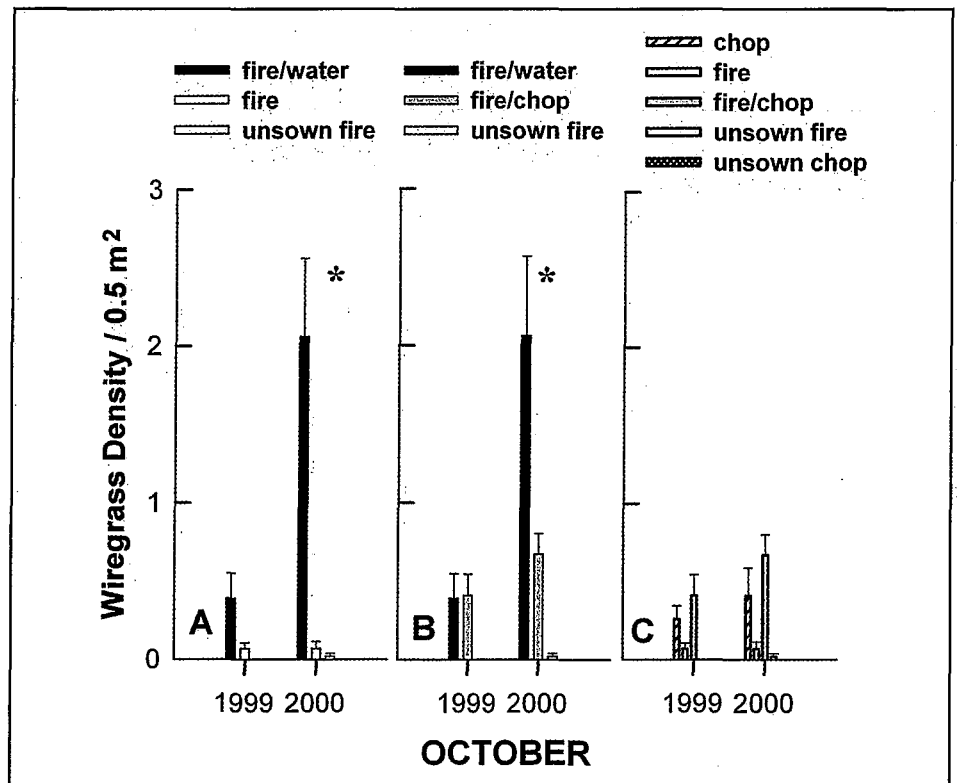 fire/water
fire
unsown fire
fire/water
fire/chop
unsown fire
chop
fire
fire/chop
unsown fire
unsown chop
Wiregrass Density / 0.5 m²
3
2
1
0
*
*
A
B
C
1999 2000
1999 2000
1999 2000
OCTOBER